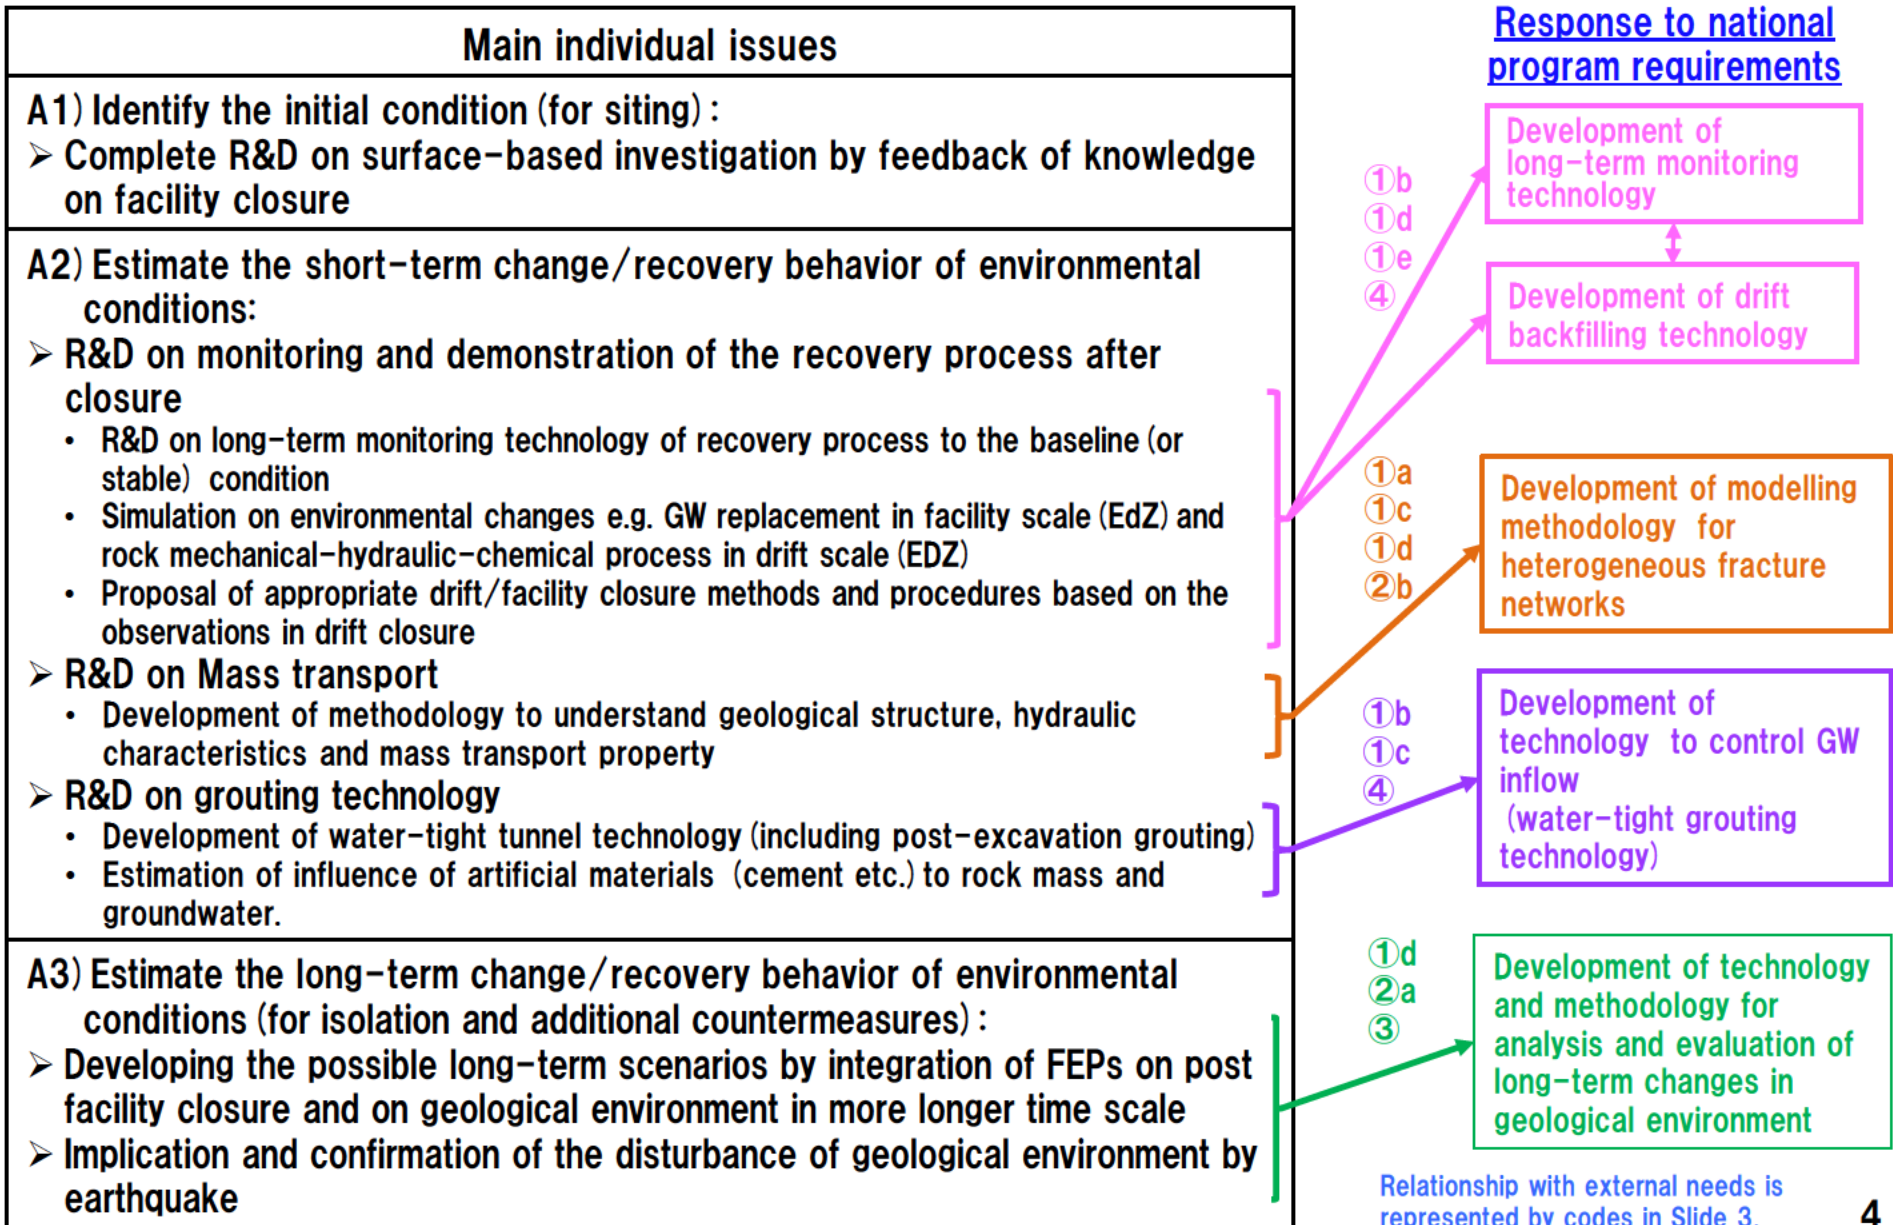 Main individual issues
A1) Identify the initial condition (for siting) :
➢ Complete R&D on surface-based investigation by feedback of knowledge
on facility closure
A2) Estimate the short-term change/recovery behavior of environmental
conditions:
➢ R&D on monitoring and demonstration of the recovery process after
closure
• R&D on long-term monitoring technology of recovery process to the baseline (or
stable) condition
• Simulation on environmental changes e.g. GW replacement in facility scale (EdZ) and
rock mechanical-hydraulic-chemical process in drift scale (EDZ)
• Proposal of appropriate drift/facility closure methods and procedures based on the
observations in drift closure
➢ R&D on Mass transport
• Development of methodology to understand geological structure, hydraulic
characteristics and mass transport property
➢ R&D on grouting technology
• Development of water-tight tunnel technology (including post-excavation grouting)
• Estimation of influence of artificial materials (cement etc.) to rock mass and
groundwater.
A3) Estimate the long-term change/recovery behavior of environmental
conditions (for isolation and additional countermeasures) :
➢ Developing the possible long-term scenarios by integration of FEPs on post
facility closure and on geological environment in more longer time scale
➢ Implication and confirmation of the disturbance of geological environment by
earthquake
Response to national
program requirements
①b
①d
①e
④
Development of
long-term monitoring
technology
Development of drift
backfilling technology
①a
①c
①d
②b
Development of modelling
methodology for
heterogeneous fracture
networks
①b
①c
④
Development of
technology to control GW
inflow
(water-tight grouting
technology)
①d
②a
③
Development of technology
and methodology for
analysis and evaluation of
long-term changes in
geological environment
Relationship with external needs is
represented by codes in Slide 3.
4